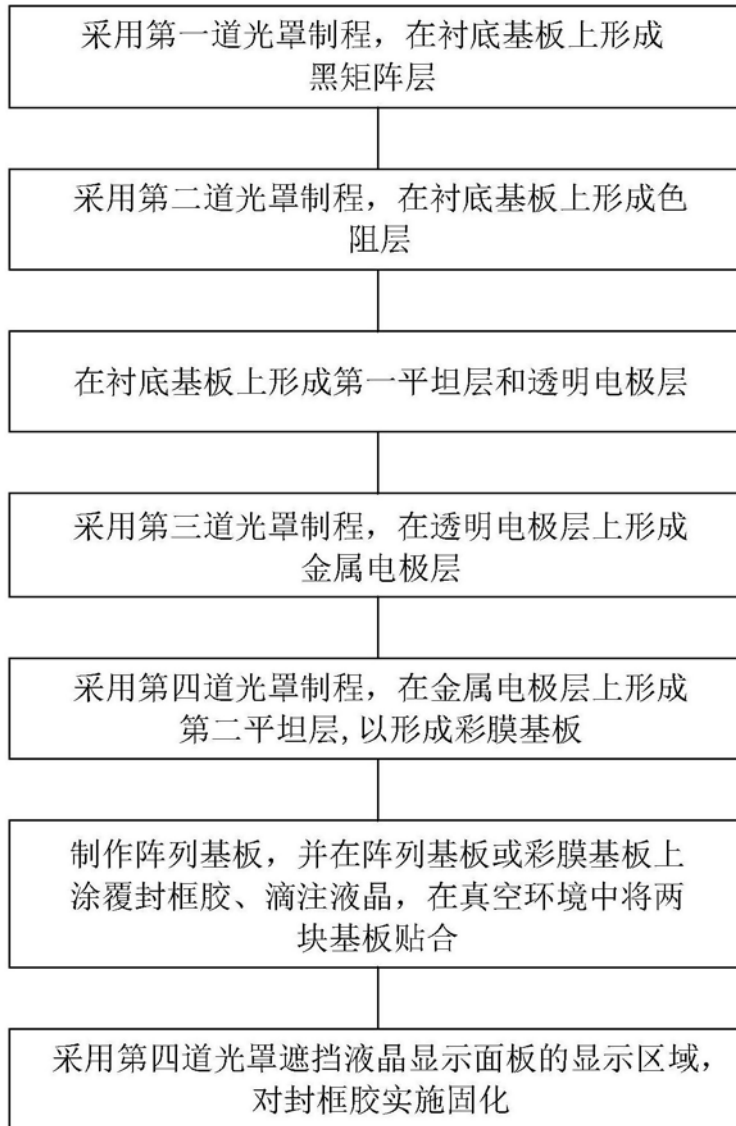 采用第一道光罩制程，在衬底基板上形成
黑矩阵层
采用第二道光罩制程，在衬底基板上形成色
阻层
在衬底基板上形成第一平坦层和透明电极层
采用第三道光罩制程，在透明电极层上形成
金属电极层
采用第四道光罩制程，在金属电极层上形成
第二平坦层,以形成彩膜基板
制作阵列基板，并在阵列基板或彩膜基板上
涂覆封框胶、滴注液晶，在真空环境中将两
块基板贴合
采用第四道光罩遮挡液晶显示面板的显示区域，
对封框胶实施固化